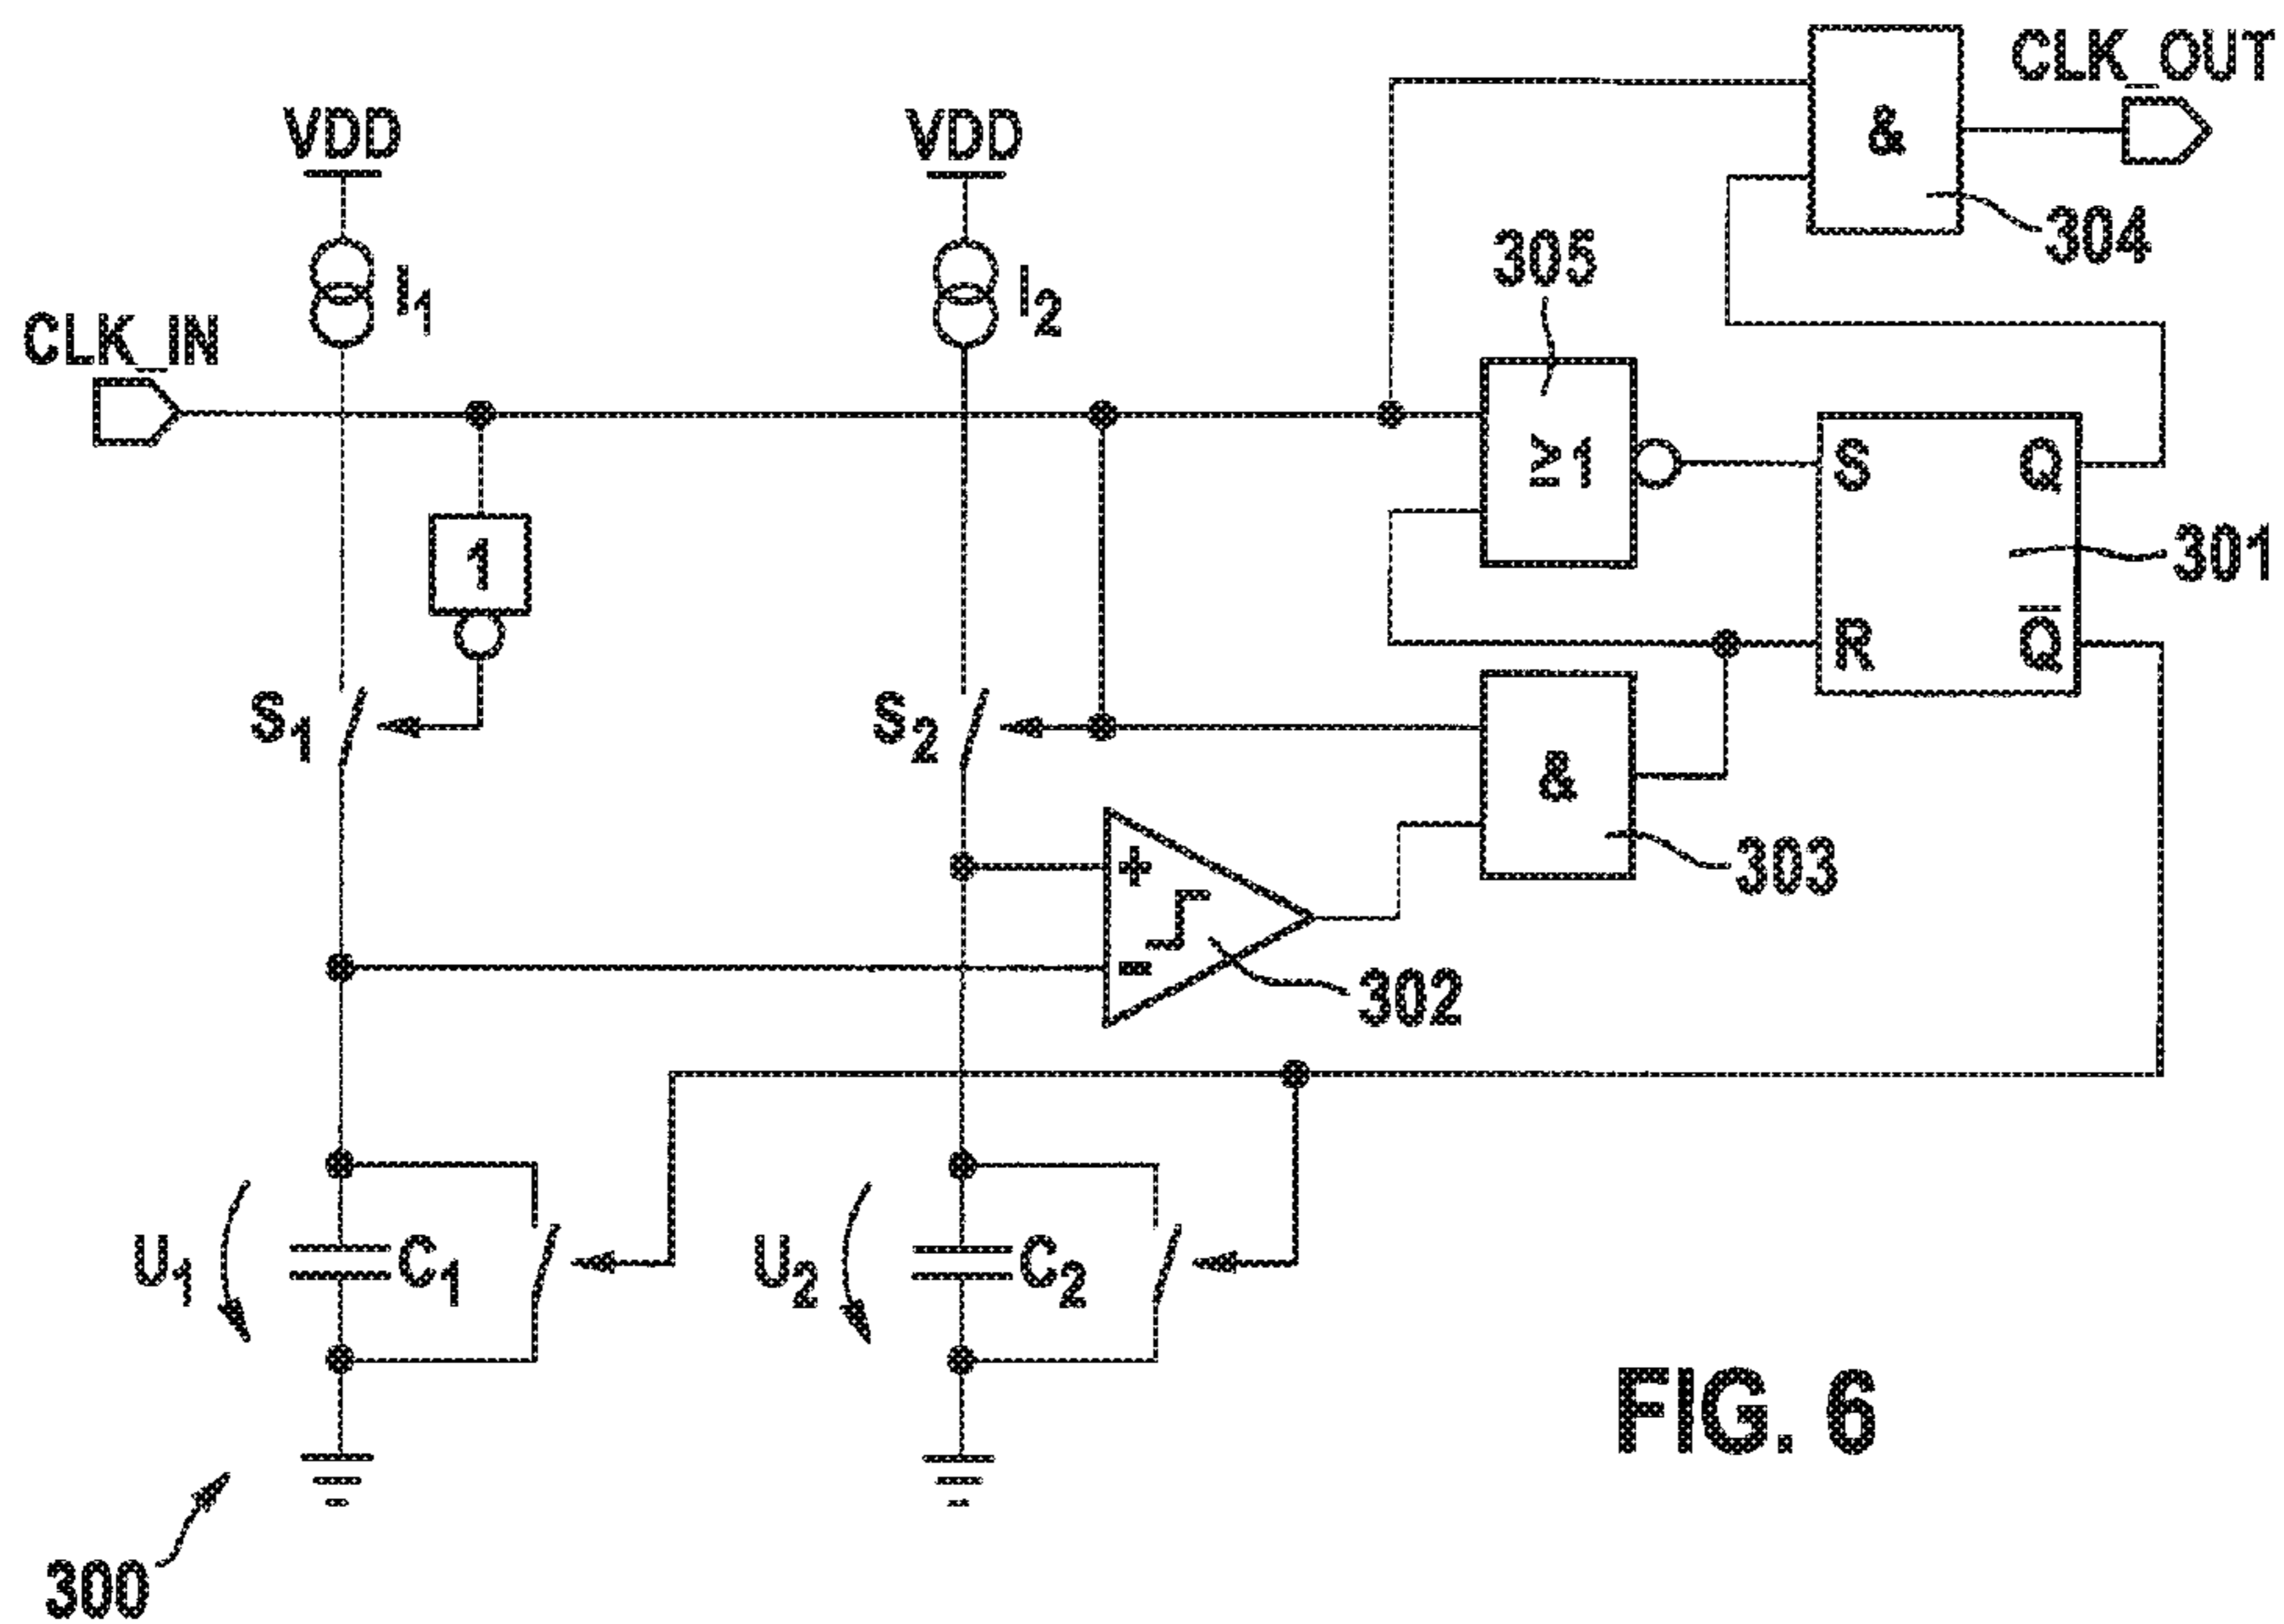 CLK_OUT
&
304
VDD
VDD
305
I1
I2
CLK_IN
≥1
S
Q
301
1
R
Q̅
S1
S2
&
303
+
-
302
U1
C1
U2
C2
FIG. 6
300